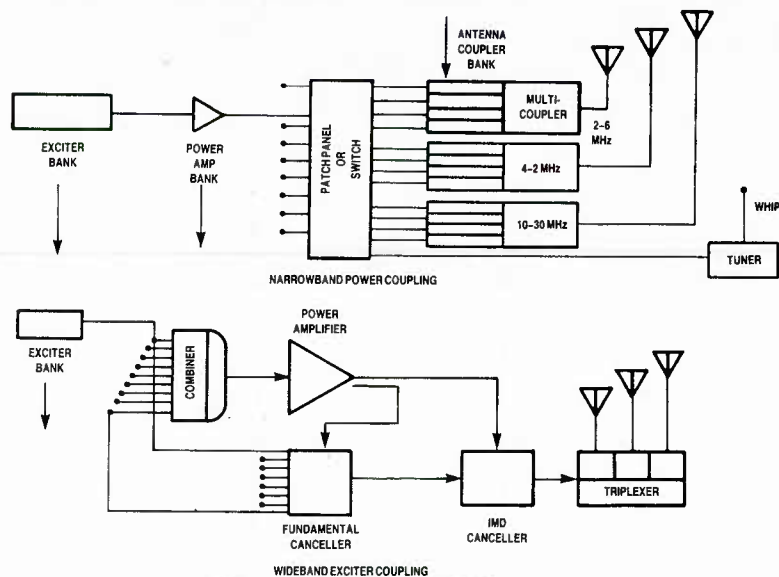 ANTENNA
COUPLER
BANK
EXCITER
BANK
POWER
AMP
BANK
PATCH PANEL
OR
SWITCH
MULTI-
COUPLER
2–6
MHz
4–2 MHz
10–30 MHz
WHIP
TUNER
NARROWBAND POWER COUPLING
EXCITER
BANK
COMBINER
POWER
AMPLIFIER
FUNDAMENTAL
CANCELLER
IMD
CANCELLER
TRIPLEXER
WIDEBAND EXCITER COUPLING